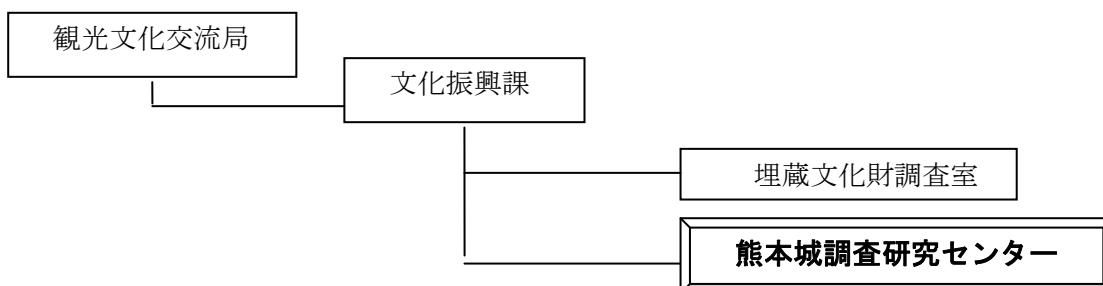 観光文化交流局
文化振興課
埋蔵文化財調査室
熊本城調査研究センター